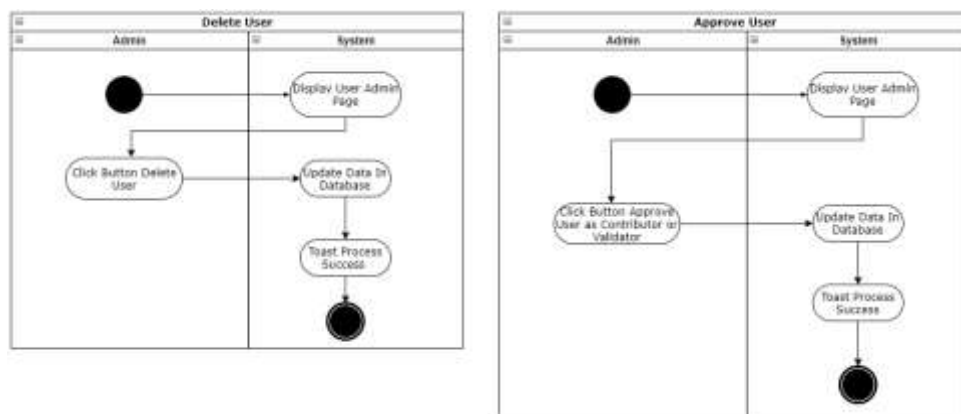 Delete User
Admin
System
Display User Admin
Page
Click Button Delete
User
Update Data In
Database
Toast Process
Success
Approve User
Admin
System
Display User Admin
Page
Click Button Approve
User as Contributor or
Validator
Update Data In
Database
Toast Process
Success